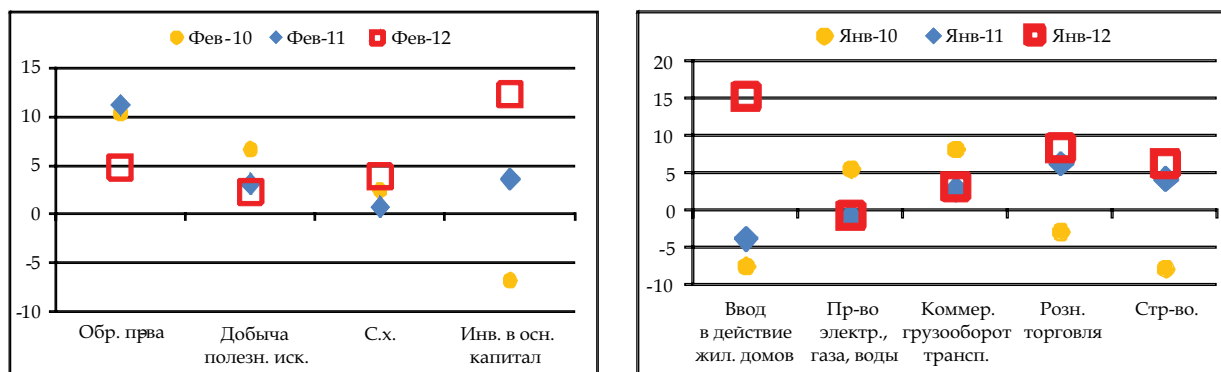 Фев-10 Фев-11 Фев-12
15
10
5
0
-5
-10
Обр. прва
Добыча
полезн. иск.
С.х.
Инв. в осн.
капитал
Янв-10 Янв-11 Янв-12
20
15
10
5
0
-5
-10
Ввод
в действие
жил. домов
Пр-во
электр.,
газа, воды
Коммер.
грузооборот
трансп.
Розн.
торговля
Стр-во.